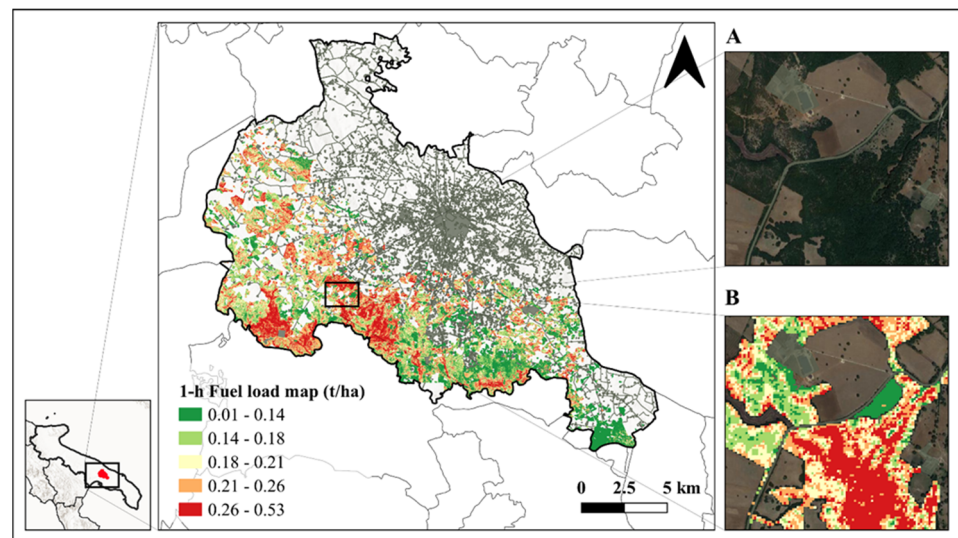 A
B
1-h Fuel load map (t/ha)
0.01 - 0.14
0.14 - 0.18
0.18 - 0.21
0.21 - 0.26
0.26 - 0.53
0 2.5 5 km